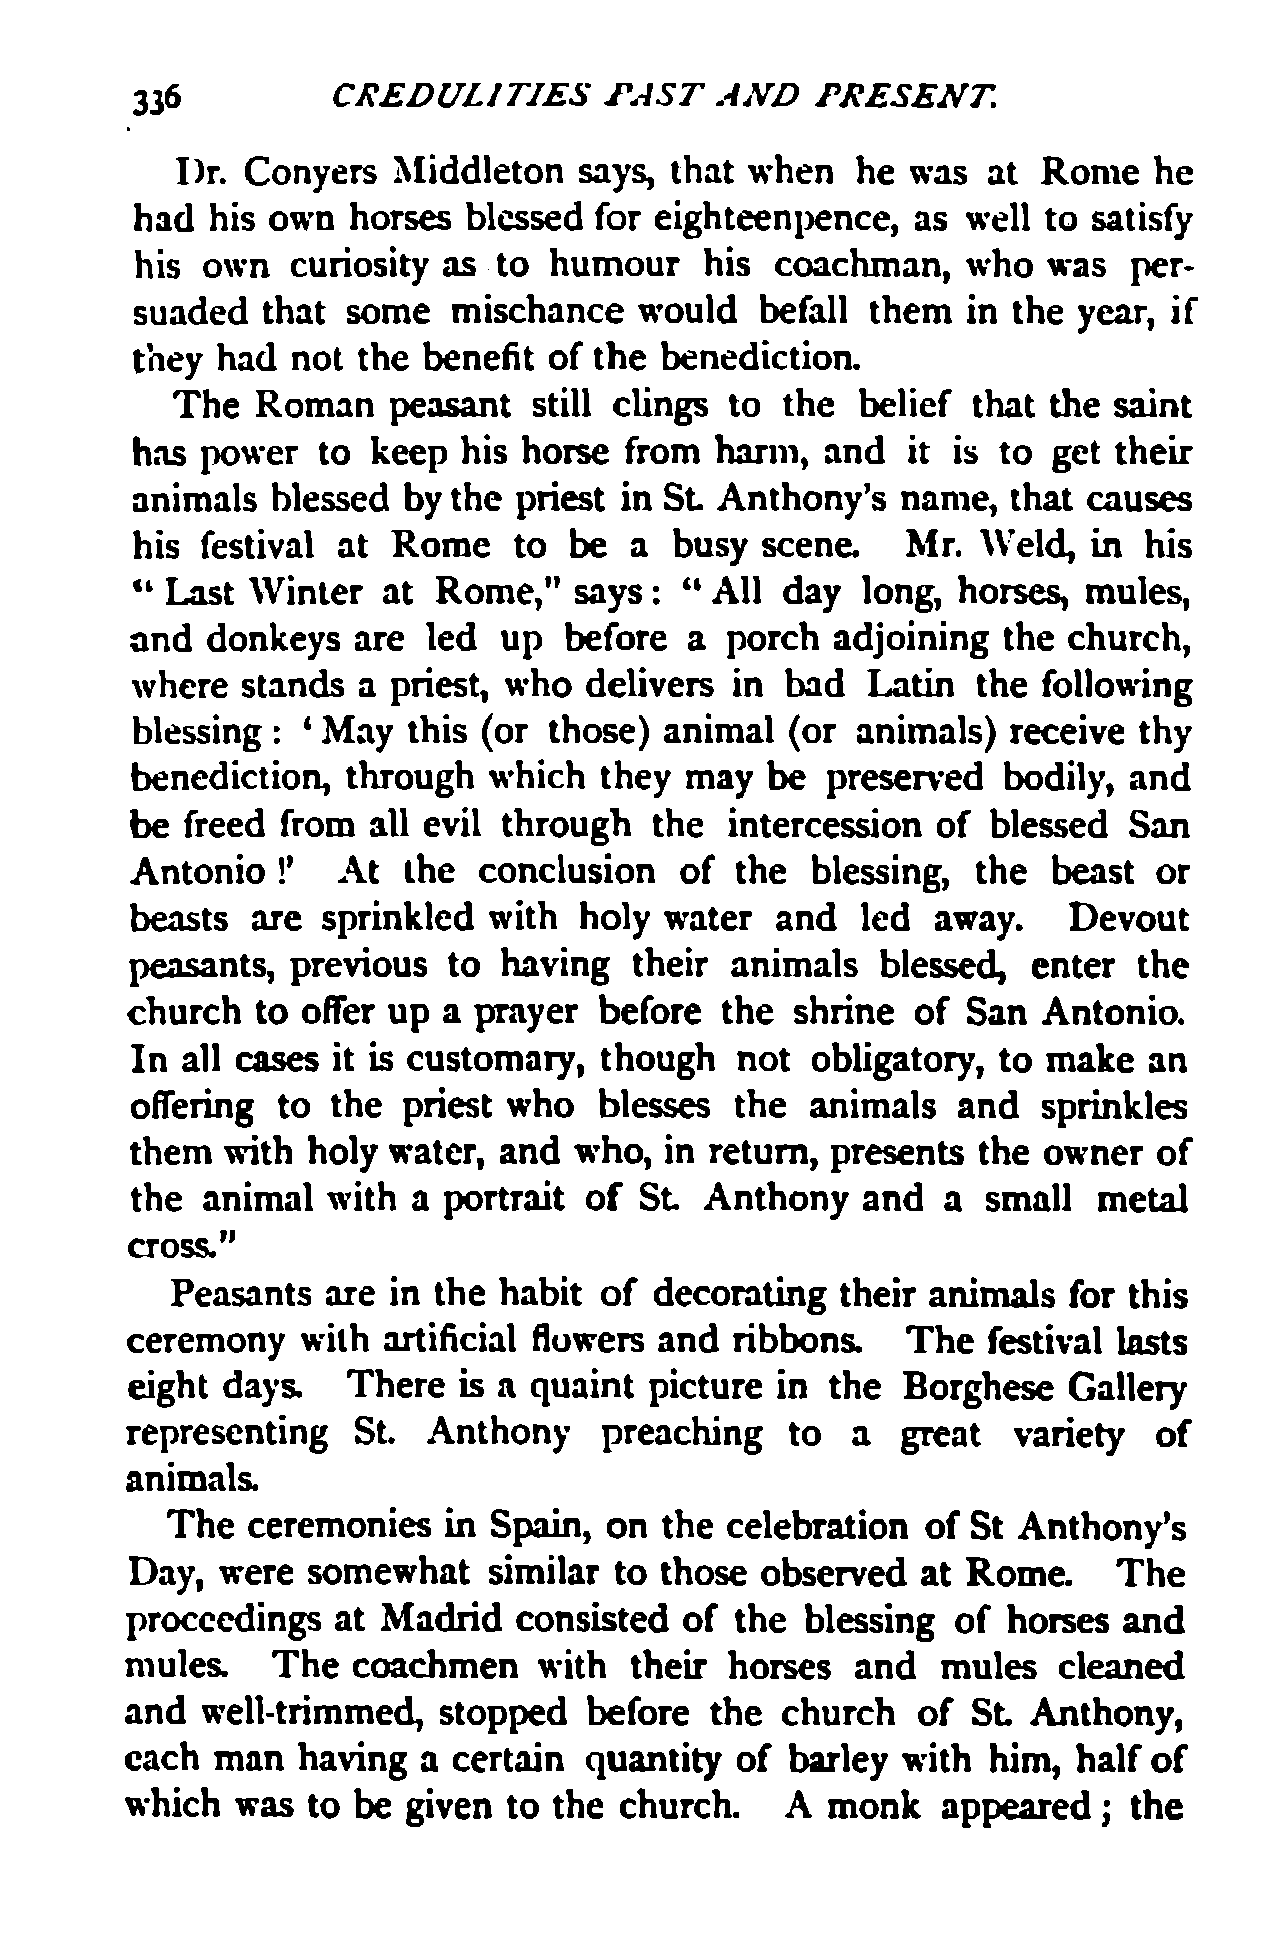 336 CREDULITIES PAST AND PRESENT.
Dr. Conyers Middleton says, that when he was at Rome he
had his own horses blessed for eighteenpence, as well to satisfy
his own curiosity as to humour his coachman, who was per-
suaded that some mischance would befall them in the year, if
they had not the benefit of the benediction.
The Roman peasant still clings to the belief that the saint
has power to keep his horse from harm, and it is to get their
animals blessed by the priest in St. Anthony's name, that causes
his festival at Rome to be a busy scene. Mr. Weld, in his
"Last Winter at Rome," says: "All day long, horses, mules,
and donkeys are led up before a porch adjoining the church,
where stands a priest, who delivers in bad Latin the following
blessing: 'May this (or those) animal (or animals) receive thy
benediction, through which they may be preserved bodily, and
be freed from all evil through the intercession of blessed San
Antonio!' At the conclusion of the blessing, the beast or
beasts are sprinkled with holy water and led away. Devout
peasants, previous to having their animals blessed, enter the
church to offer up a prayer before the shrine of San Antonio.
In all cases it is customary, though not obligatory, to make an
offering to the priest who blesses the animals and sprinkles
them with holy water, and who, in return, presents the owner of
the animal with a portrait of St. Anthony and a small metal
cross."
Peasants are in the habit of decorating their animals for this
ceremony with artificial flowers and ribbons. The festival lasts
eight days. There is a quaint picture in the Borghese Gallery
representing St. Anthony preaching to a great variety of
animals.
The ceremonies in Spain, on the celebration of St Anthony's
Day, were somewhat similar to those observed at Rome. The
proceedings at Madrid consisted of the blessing of horses and
mules. The coachmen with their horses and mules cleaned
and well-trimmed, stopped before the church of St. Anthony,
each man having a certain quantity of barley with him, half of
which was to be given to the church. A monk appeared; the